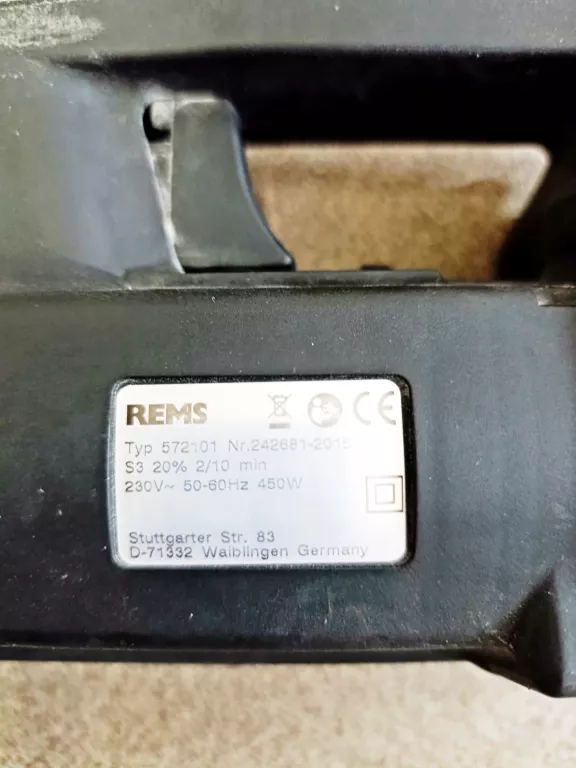 REMS CE
Typ 572101 Nr.242681-2015
S3 20% 2/10 min
230V~ 50-60Hz 450W
Stuttgarter Str. 83
D-71332 Waiblingen Germany